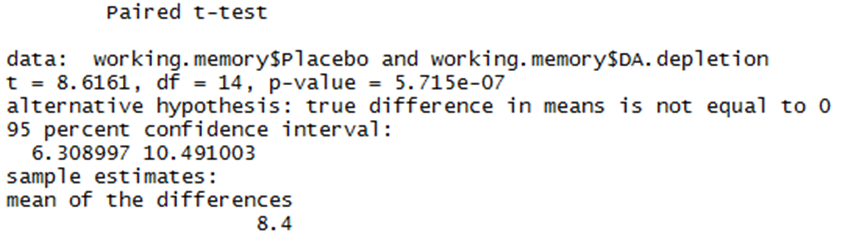 Paired t-test
data: working.memory$Placebo and working.memory$DA.depletion
t = 8.6161, df = 14, p-value = 5.715e-07
alternative hypothesis: true difference in means is not equal to 0
95 percent confidence interval:
6.308997 10.491003
sample estimates:
mean of the differences
8.4